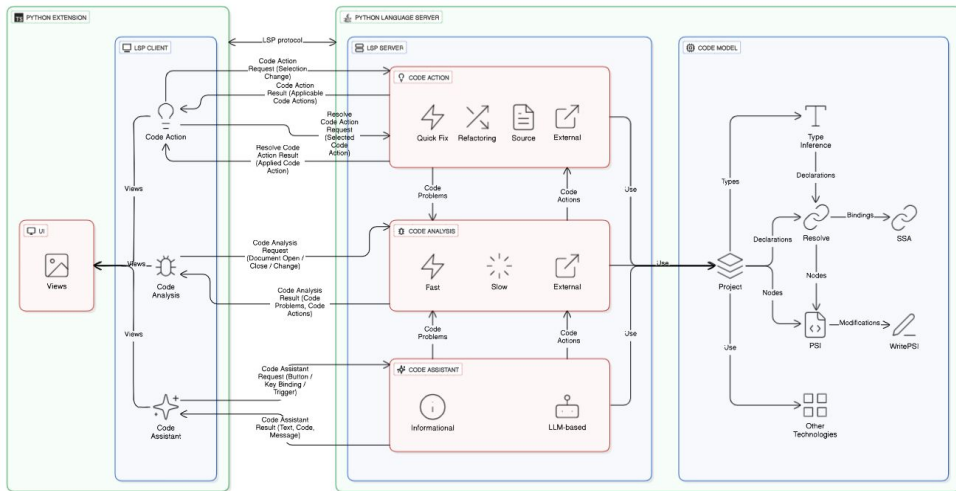 TS PYTHON EXTENSION
PYTHON LANGUAGE SERVER
LSP CLIENT
LSP protocol
LSP SERVER
CODE MODEL
Code Action
Request (Selection
Change)
Code Action
Result (Applicable
Code Actions)
Resolve
Code Action
Request
(Selected
Code
Action)
Resolve Code
Action Result
(Applied Code
Action)
Code Action
CODE ACTION
Quick Fix
Refactoring
Source
External
Type
Inference
Views
Code
Problems
Code
Actions
Use
Types
Declarations
UI
Views
Views
Code
Analysis
Code Analysis
Request
(Document Open /
Close / Change)
Code Analysis
Result (Code
Problems, Code
Actions)
CODE ANALYSIS
Fast
Slow
External
Use
Project
Declarations
Resolve
Bindings
SSA
Nodes
Nodes
PSI
Modifications
WritePSI
Views
Code
Problems
Code
Actions
Use
Use
Code Assistant
Request (Button /
Key Binding /
Trigger)
Code Assistant
Result (Text, Code,
Message)
Code
Assistant
CODE ASSISTANT
Informational
LLM-based
Other
Technologies